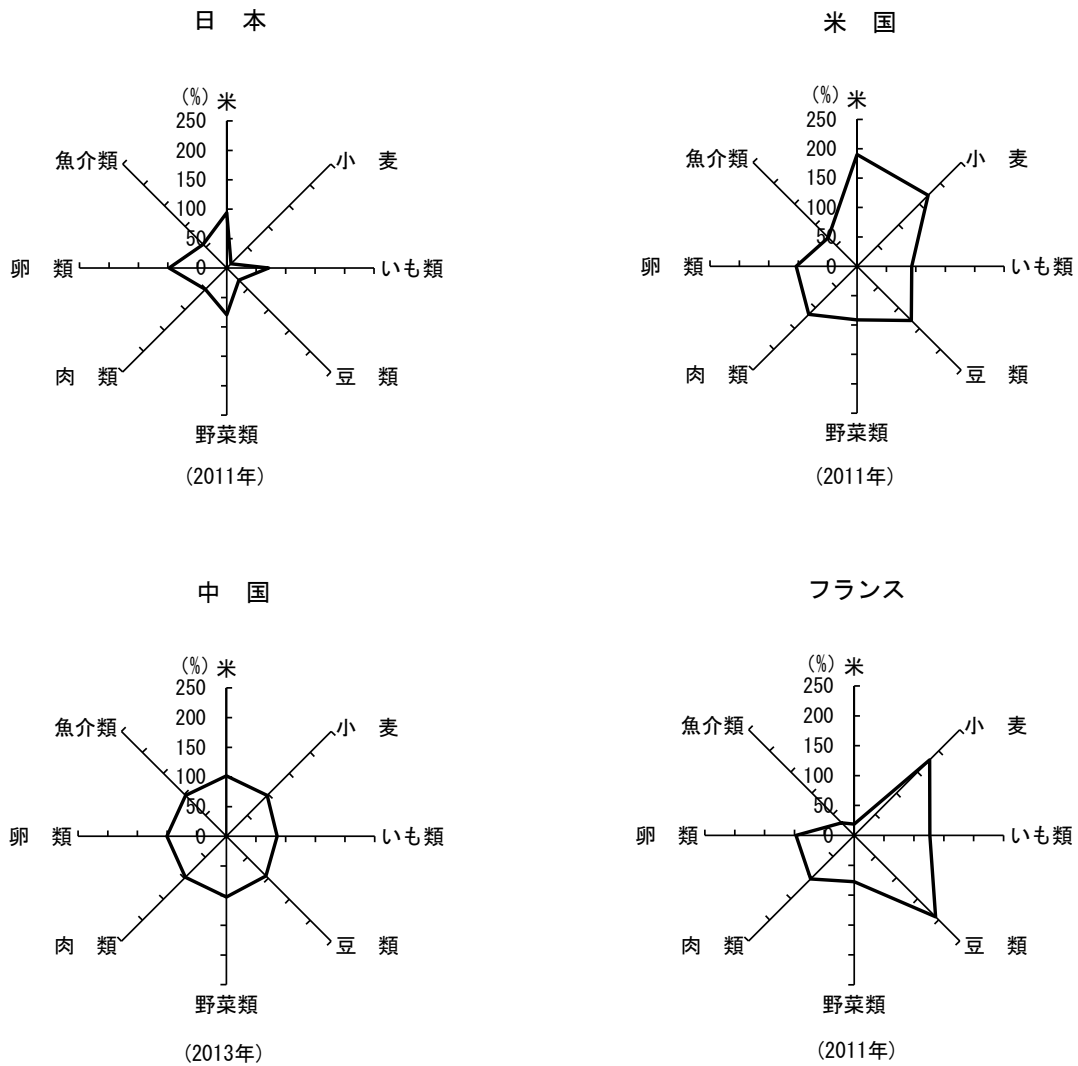 日 本
(%) 米
250
200
150
100
50
0
小 麦
いも類
豆 類
野菜類
肉 類
卵 類
魚介類
(2011年)
米 国
(%) 米
250
200
150
100
50
0
小 麦
いも類
豆 類
野菜類
肉 類
卵 類
魚介類
(2011年)
中 国
(%) 米
250
200
150
100
50
0
小 麦
いも類
豆 類
野菜類
肉 類
卵 類
魚介類
(2013年)
フランス
(%) 米
250
200
150
100
50
0
小 麦
いも類
豆 類
野菜類
肉 類
卵 類
魚介類
(2011年)